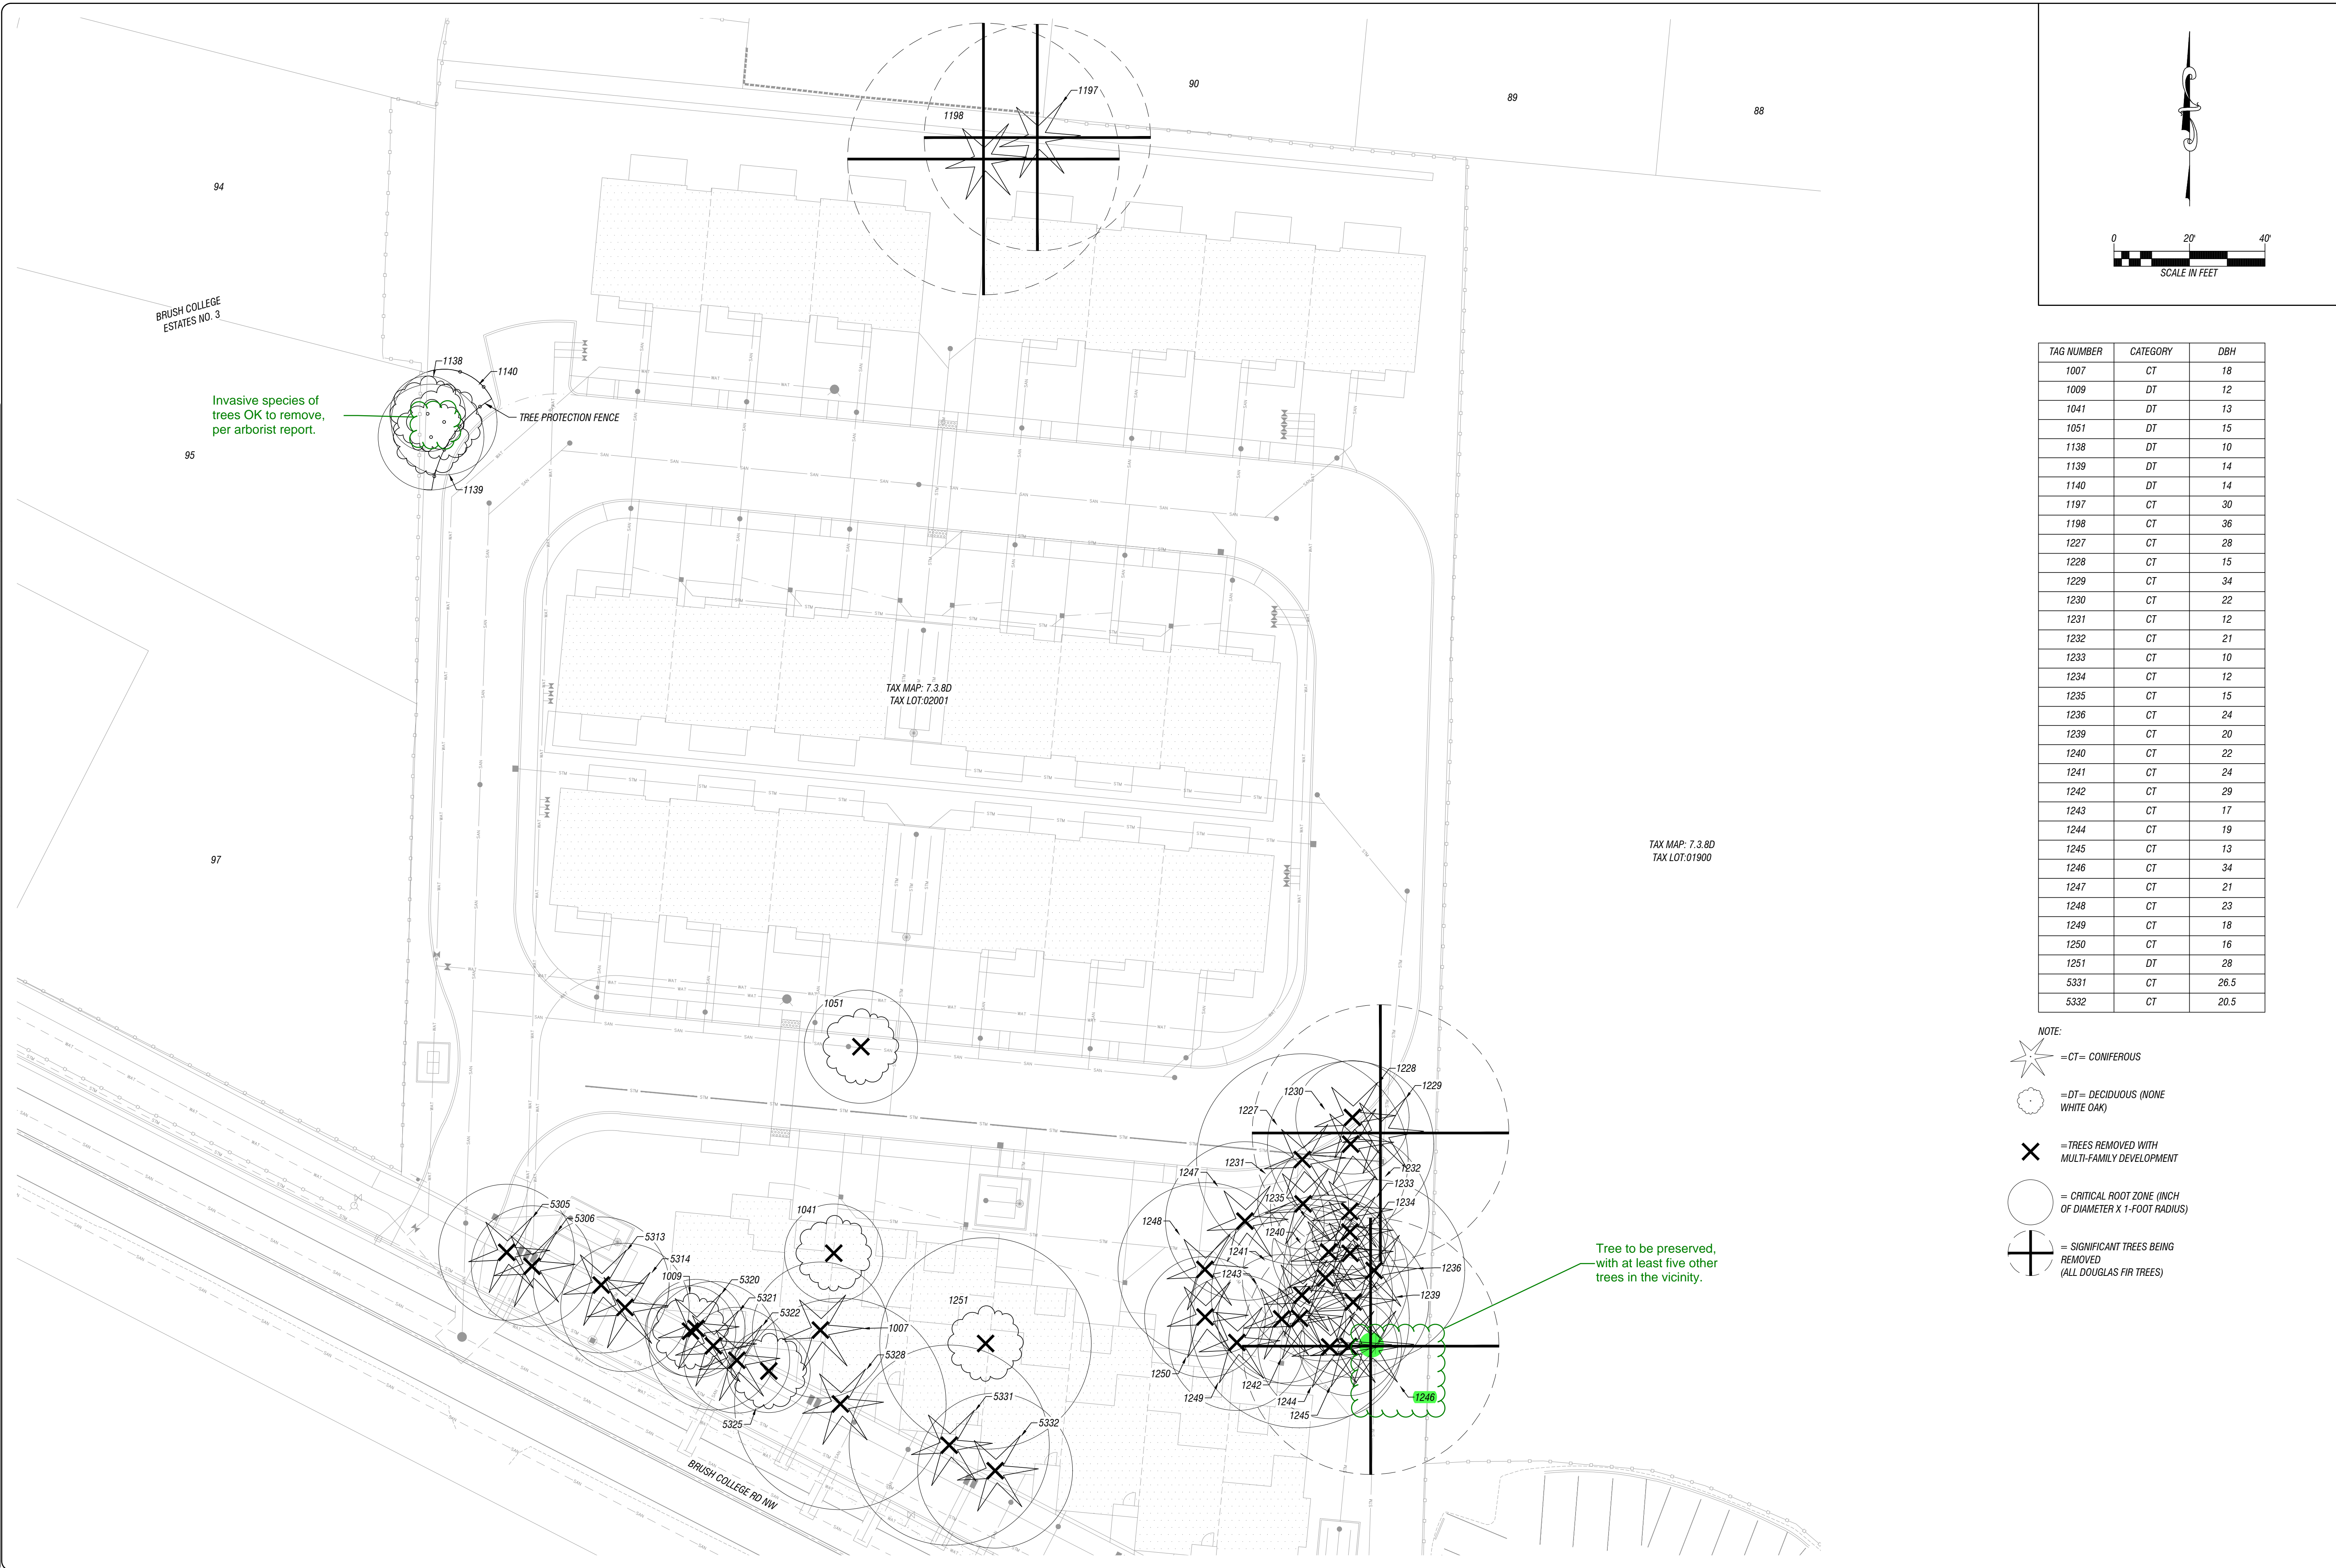 1197
1198
90
89
88
94
BRUSH COLLEGE
ESTATES NO. 3
1138
1140
Invasive species of
trees OK to remove,
per arborist report.
TREE PROTECTION FENCE
95
1139
TAX MAP: 7.3.8D
TAX LOT:02001
97
TAX MAP: 7.3.8D
TAX LOT:01900
1051
1228
1229
1230
1227
1231
1232
1247
1233
1235
1234
1248
1240
1241
1243
1236
1239
1250
1249
1242
1244
1245
1246
Tree to be preserved,
with at least five other
trees in the vicinity.
5305
5306
5313
5314
1041
1009
5320
5321
5322
1007
1251
5328
5325
5331
5332
BRUSH COLLEGE RD NW
0 20' 40'
SCALE IN FEET
TAG NUMBER CATEGORY DBH
1007 CT 18
1009 DT 12
1041 DT 13
1051 DT 15
1138 DT 10
1139 DT 14
1140 DT 14
1197 CT 30
1198 CT 36
1227 CT 28
1228 CT 15
1229 CT 34
1230 CT 22
1231 CT 12
1232 CT 21
1233 CT 10
1234 CT 12
1235 CT 15
1236 CT 24
1239 CT 20
1240 CT 22
1241 CT 24
1242 CT 29
1243 CT 17
1244 CT 19
1245 CT 13
1246 CT 34
1247 CT 21
1248 CT 23
1249 CT 18
1250 CT 16
1251 DT 28
5331 CT 26.5
5332 CT 20.5
NOTE:
=CT= CONIFEROUS
=DT= DECIDUOUS (NONE
WHITE OAK)
=TREES REMOVED WITH
MULTI-FAMILY DEVELOPMENT
= CRITICAL ROOT ZONE (INCH
OF DIAMETER X 1-FOOT RADIUS)
= SIGNIFICANT TREES BEING
REMOVED
(ALL DOUGLAS FIR TREES)